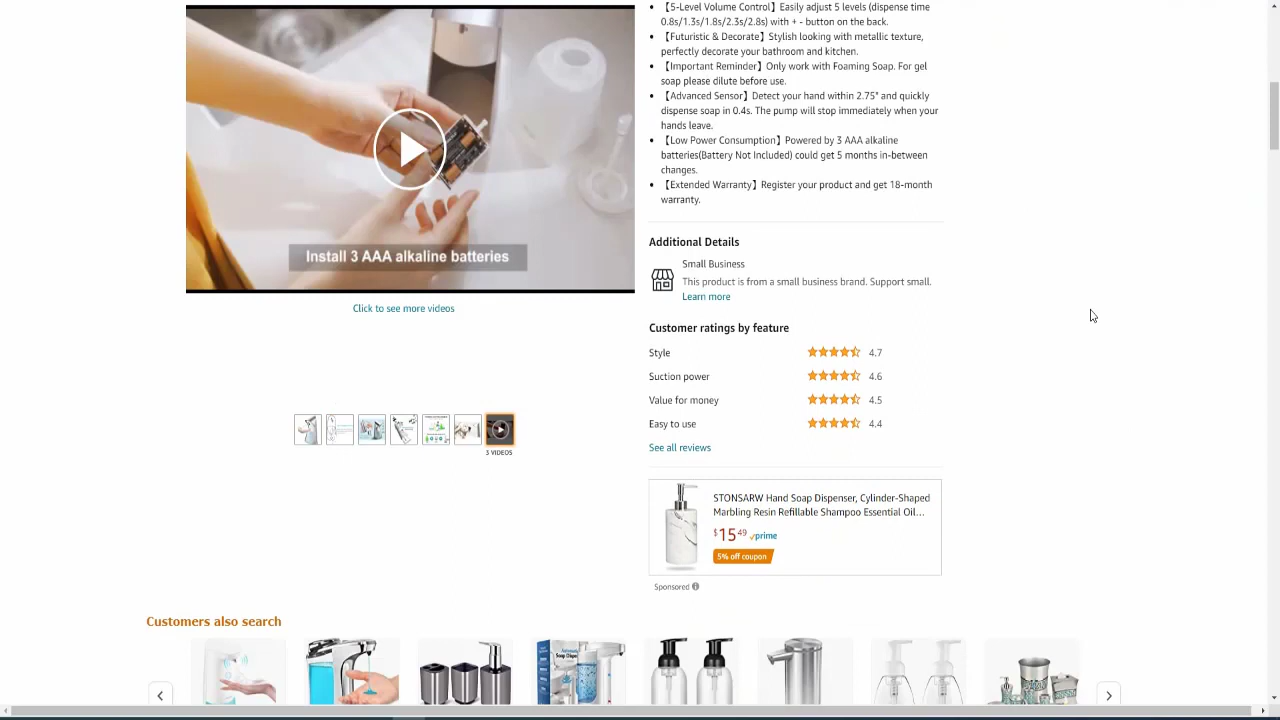 【5-Level Volume Control】Easily adjust 5 levels (dispense time
0.8s/1.3s/1.8s/2.3s/2.8s) with + - button on the back.
【Futuristic & Decorate】Stylish looking with metallic texture,
perfectly decorate your bathroom and kitchen.
【Important Reminder】Only work with Foaming Soap. For gel
soap please dilute before use.
【Advanced Sensor】Detect your hand within 2.75" and quickly
dispense soap in 0.4s. The pump will stop immediately when your
hands leave.
【Low Power Consumption】Powered by 3 AAA alkaline
batteries(Battery Not Included) could get 5 months in-between
changes.
【Extended Warranty】Register your product and get 18-month
warranty.
Install 3 AAA alkaline batteries
Click to see more videos
3 VIDEOS
Additional Details
Small Business
This product is from a small business brand. Support small.
Learn more
Customer ratings by feature
Style 4.7
Suction power 4.6
Value for money 4.5
Easy to use 4.4
See all reviews
STONSARW Hand Soap Dispenser, Cylinder-Shaped
Marbling Resin Refillable Shampoo Essential Oil...
$15 49 prime
5% off coupon
Sponsored
Customers also search